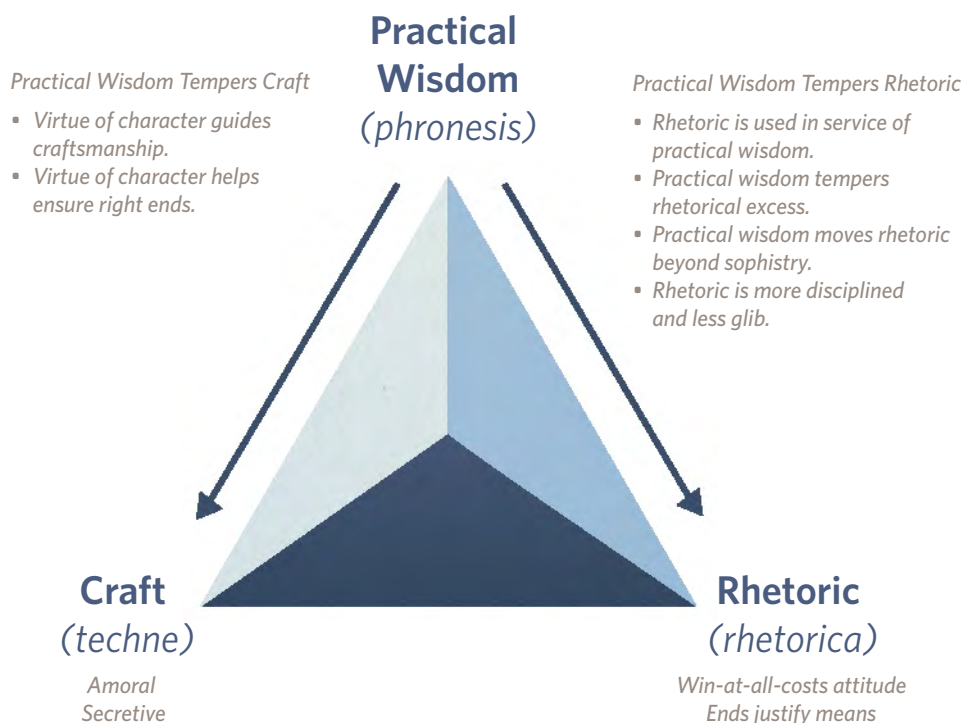 Practical
Wisdom
(phronesis)
Practical Wisdom Tempers Craft
▪ Virtue of character guides
craftsmanship.
▪ Virtue of character helps
ensure right ends.
Practical Wisdom Tempers Rhetoric
▪ Rhetoric is used in service of
practical wisdom.
▪ Practical wisdom tempers
rhetorical excess.
▪ Practical wisdom moves rhetoric
beyond sophistry.
▪ Rhetoric is more disciplined
and less glib.
Craft
(techne)
Amoral
Secretive
Rhetoric
(rhetorica)
Win-at-all-costs attitude
Ends justify means